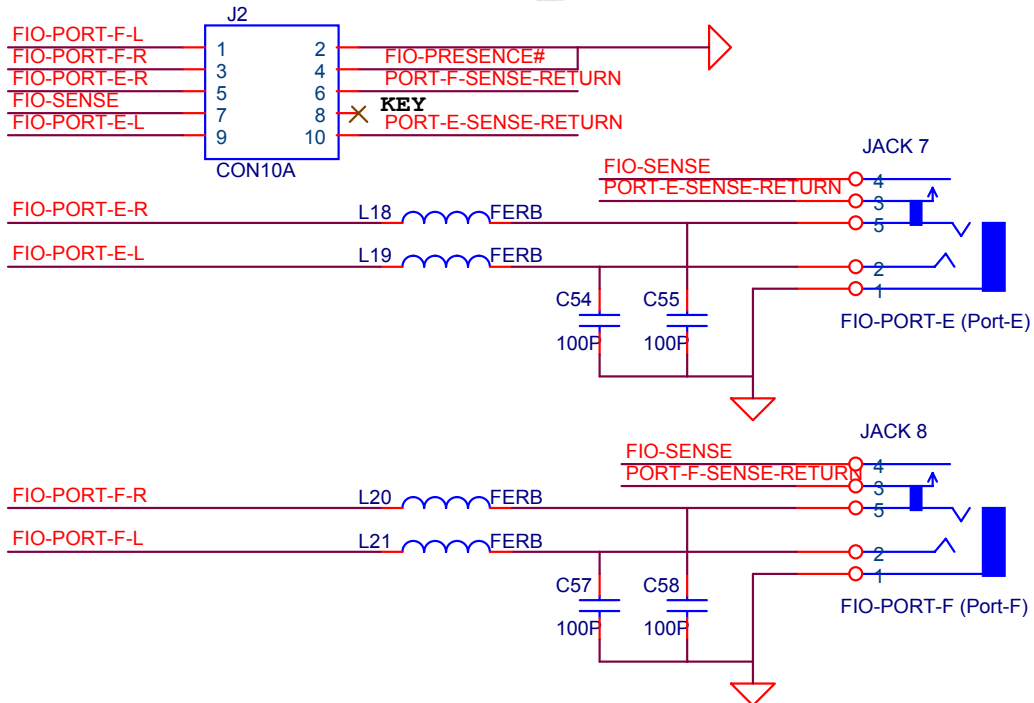 J2
FIO-PORT-F-L 1 2
FIO-PORT-F-R 3 4 FIO-PRESENCE#
FIO-PORT-E-R 5 6 PORT-F-SENSE-RETURN
FIO-SENSE 7 8 KEY
FIO-PORT-E-L 9 10 PORT-E-SENSE-RETURN
CON10A
JACK 7
FIO-SENSE 4
PORT-E-SENSE-RETURN 3
FIO-PORT-E-R L18 FERB 5
FIO-PORT-E-L L19 FERB 2
1
C54 C55
100P 100P
FIO-PORT-E (Port-E)
JACK 8
FIO-SENSE 4
PORT-F-SENSE-RETURN 3
FIO-PORT-F-R L20 FERB 5
FIO-PORT-F-L L21 FERB 2
1
C57 C58
100P 100P
FIO-PORT-F (Port-F)